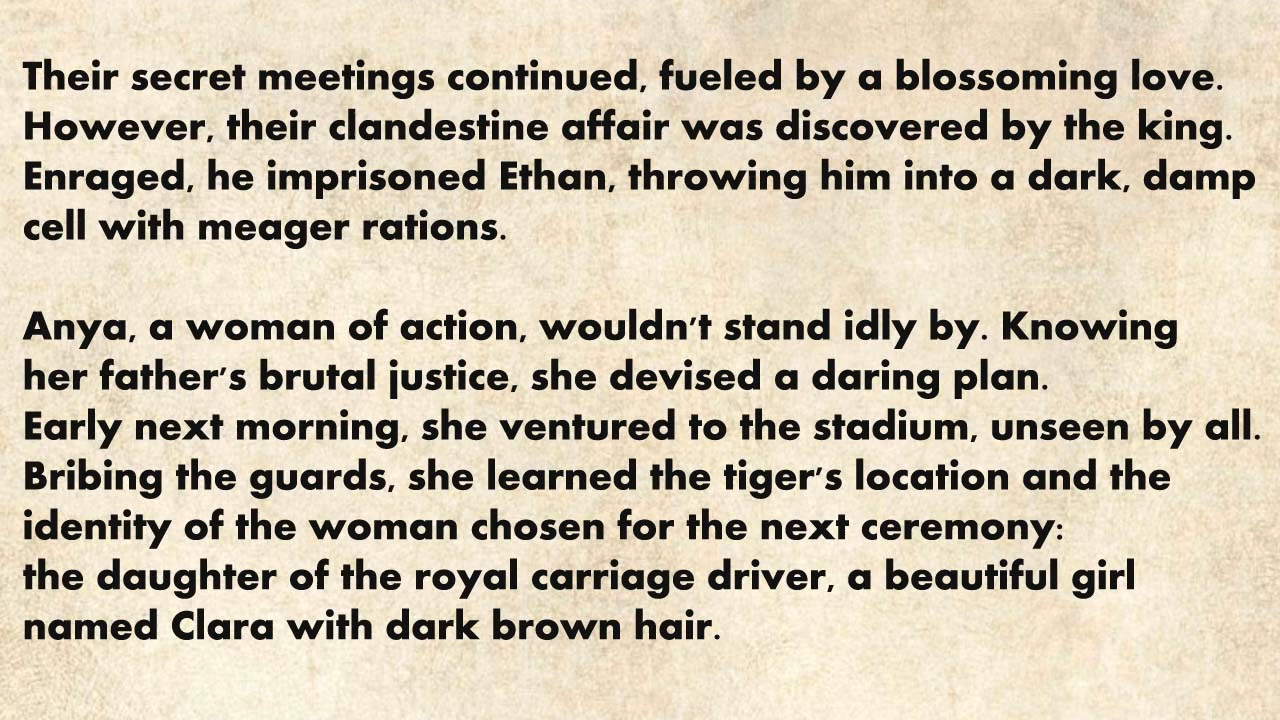 Their secret meetings continued, fueled by a blossoming love.
However, their clandestine affair was discovered by the king.
Enraged, he imprisoned Ethan, throwing him into a dark, damp
cell with meager rations.
Anya, a woman of action, wouldn't stand idly by. Knowing
her father's brutal justice, she devised a daring plan.
Early next morning, she ventured to the stadium, unseen by all.
Bribing the guards, she learned the tiger's location and the
identity of the woman chosen for the next ceremony:
the daughter of the royal carriage driver, a beautiful girl
named Clara with dark brown hair.